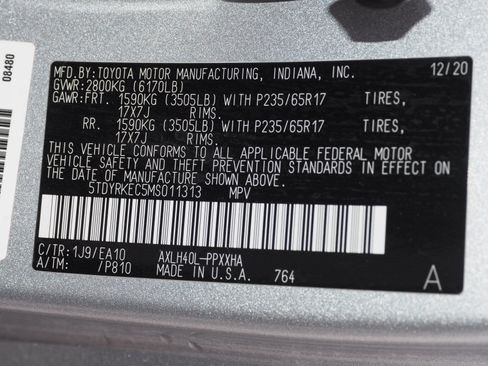 08480
MFD. BY: TOYOTA MOTOR MANUFACTURING, INDIANA, INC. 12/20
GVWR: 2800KG (6170LB)
GAWR: FRT. 1590KG (3505LB) WITH P235/65R17 TIRES,
17X7J RIMS.
RR. 1590KG (3505LB) WITH P235/65R17 TIRES,
17X7J RIMS.
THIS VEHICLE CONFORMS TO ALL APPLICABLE FEDERAL MOTOR
VEHICLE SAFETY AND THEFT PREVENTION STANDARDS IN EFFECT ON
THE DATE OF MANUFACTURE SHOWN ABOVE.
5TDYRKEC5MS011313 MPV
C/TR: 1J9/EA10 AXLH40L-PPXXHA
A/TM: /P810 MADE IN U.S.A. 764 A